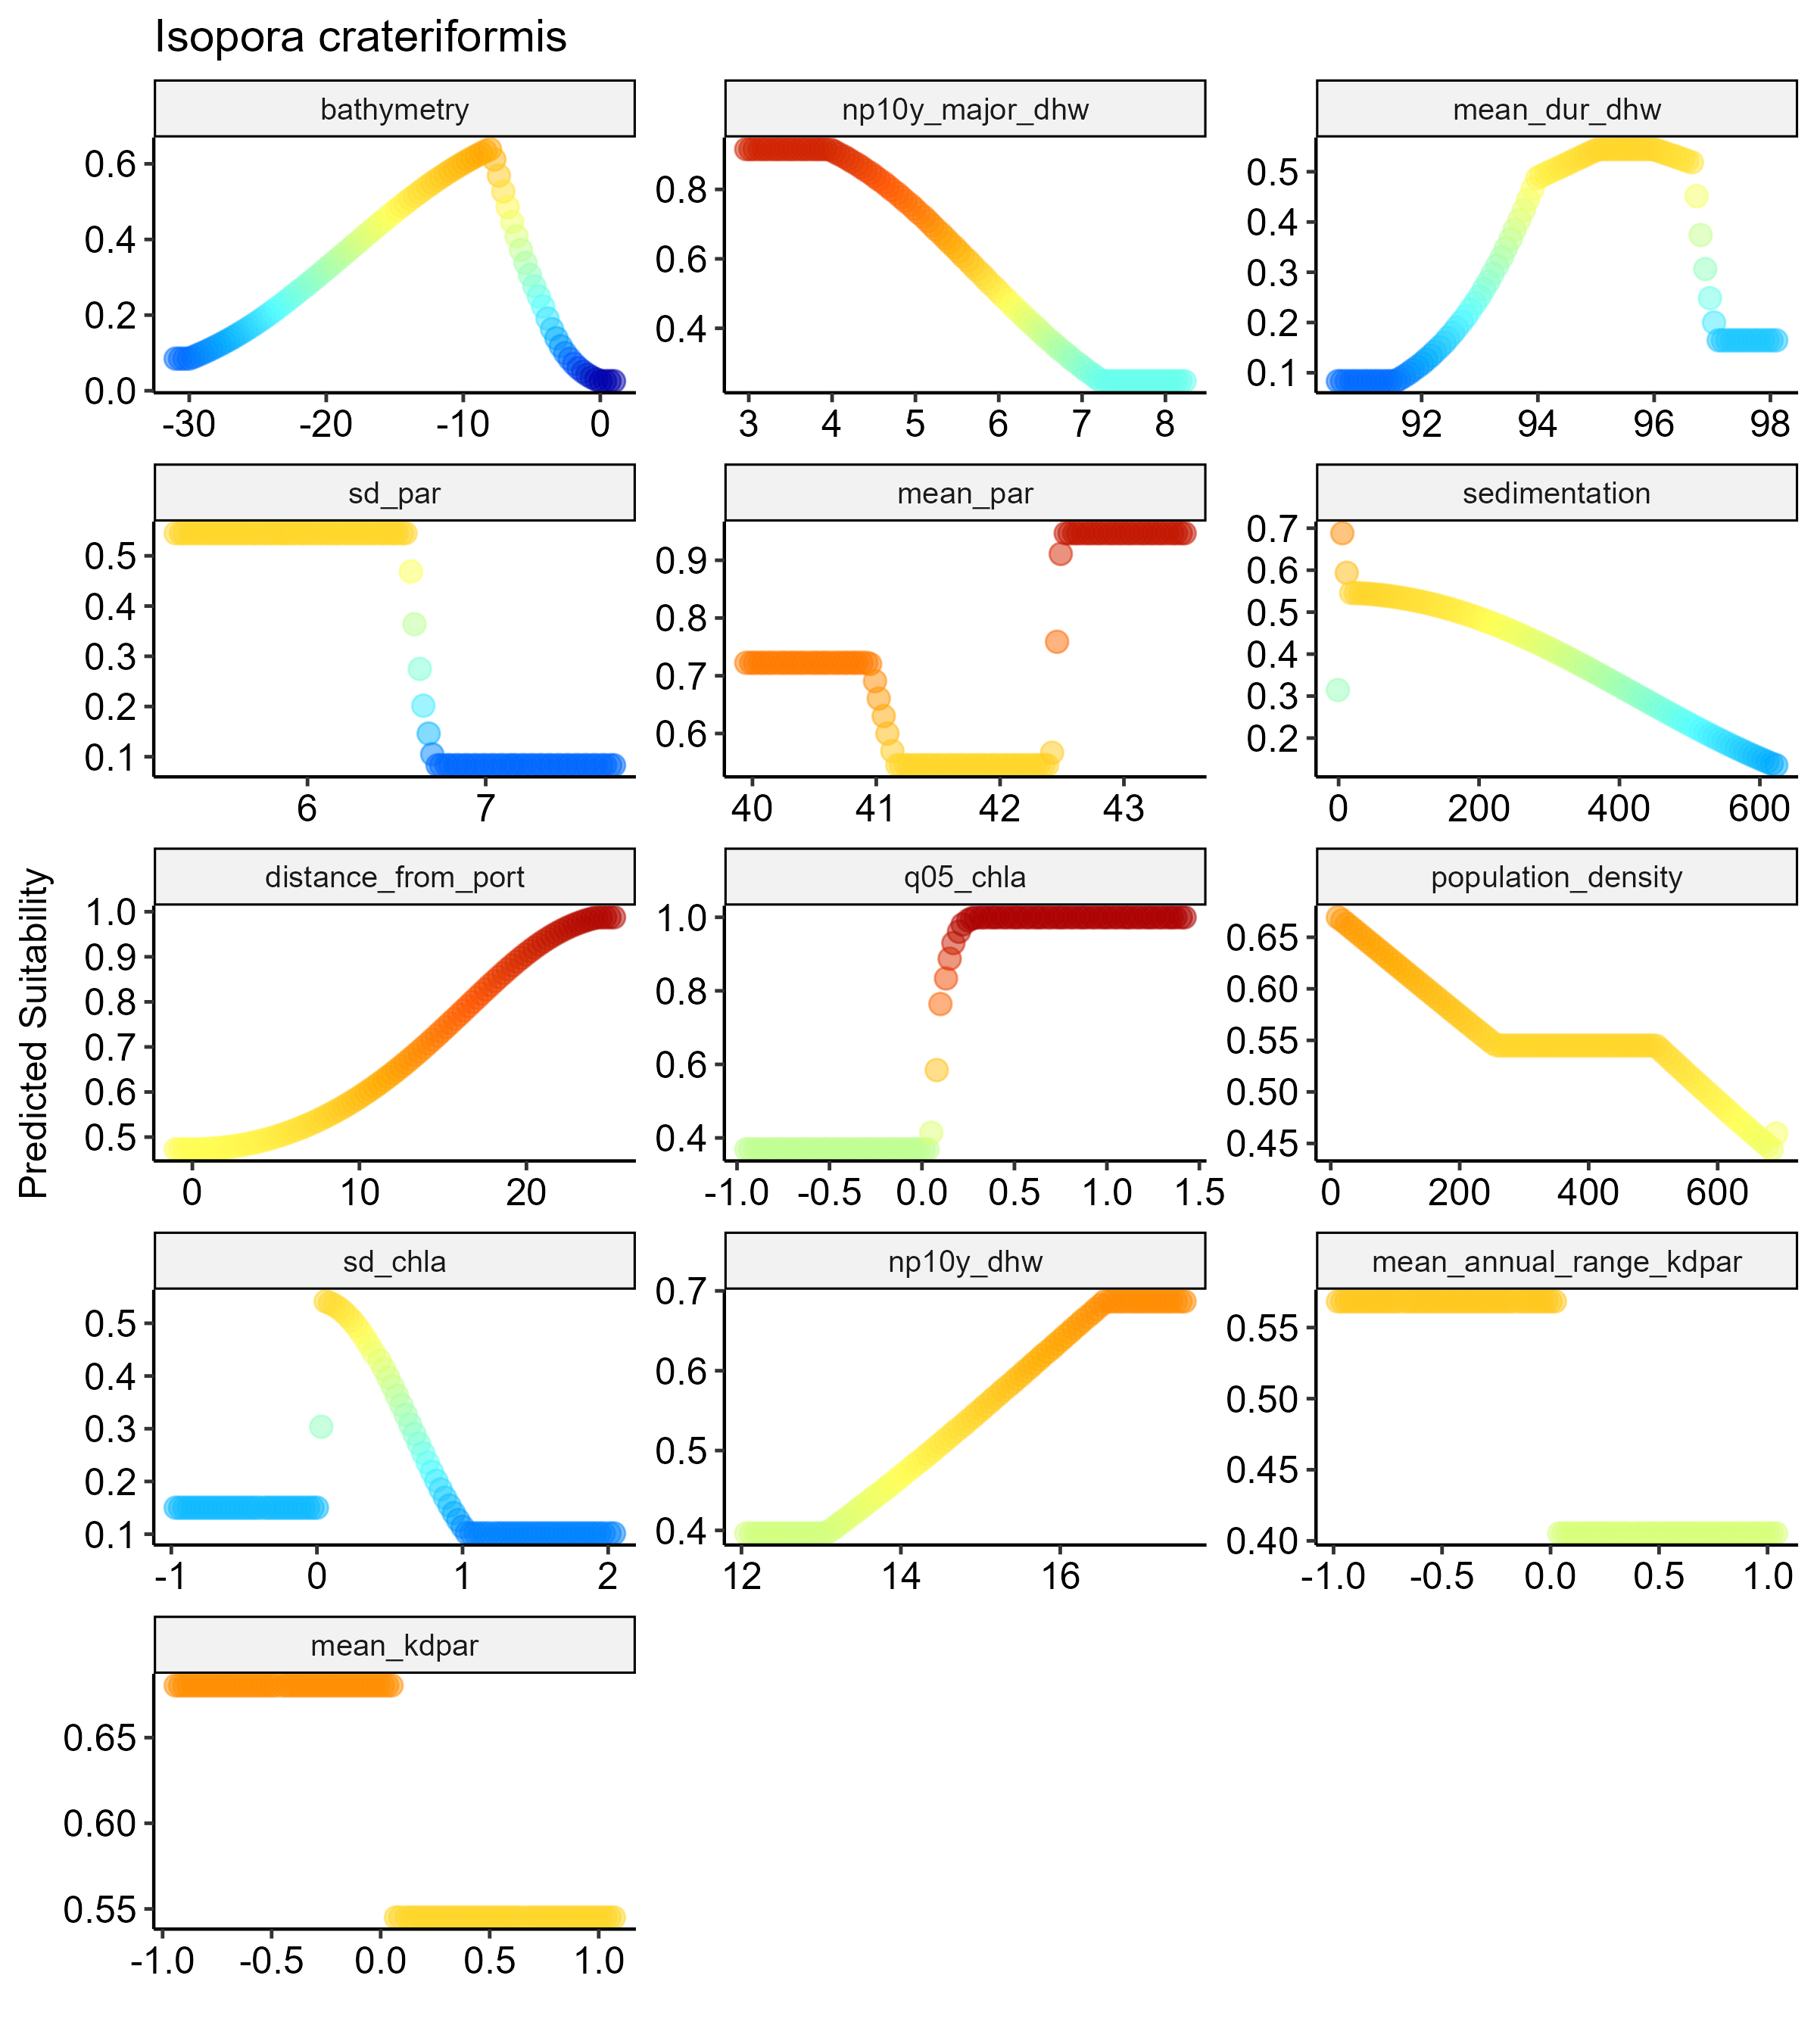 Isopora crateriformis
bathymetry
np10y_major_dhw
mean_dur_dhw
0.6
0.4
0.2
0.0
-30 -20 -10 0
0.8
0.6
0.4
3 4 5 6 7 8
0.5
0.4
0.3
0.2
0.1
92 94 96 98
sd_par
mean_par
sedimentation
0.5
0.4
0.3
0.2
0.1
6 7
0.9
0.8
0.7
0.6
40 41 42 43
0.7
0.6
0.5
0.4
0.3
0.2
0 200 400 600
Predicted Suitability
distance_from_port
q05_chla
population_density
1.0
0.9
0.8
0.7
0.6
0.5
0 10 20
1.0
0.8
0.6
0.4
-1.0 -0.5 0.0 0.5 1.0 1.5
0.65
0.60
0.55
0.50
0.45
0 200 400 600
sd_chla
np10y_dhw
mean_annual_range_kdpar
0.5
0.4
0.3
0.2
0.1
-1 0 1 2
0.7
0.6
0.5
0.4
12 14 16
0.55
0.50
0.45
0.40
-1.0 -0.5 0.0 0.5 1.0
mean_kdpar
0.65
0.60
0.55
-1.0 -0.5 0.0 0.5 1.0